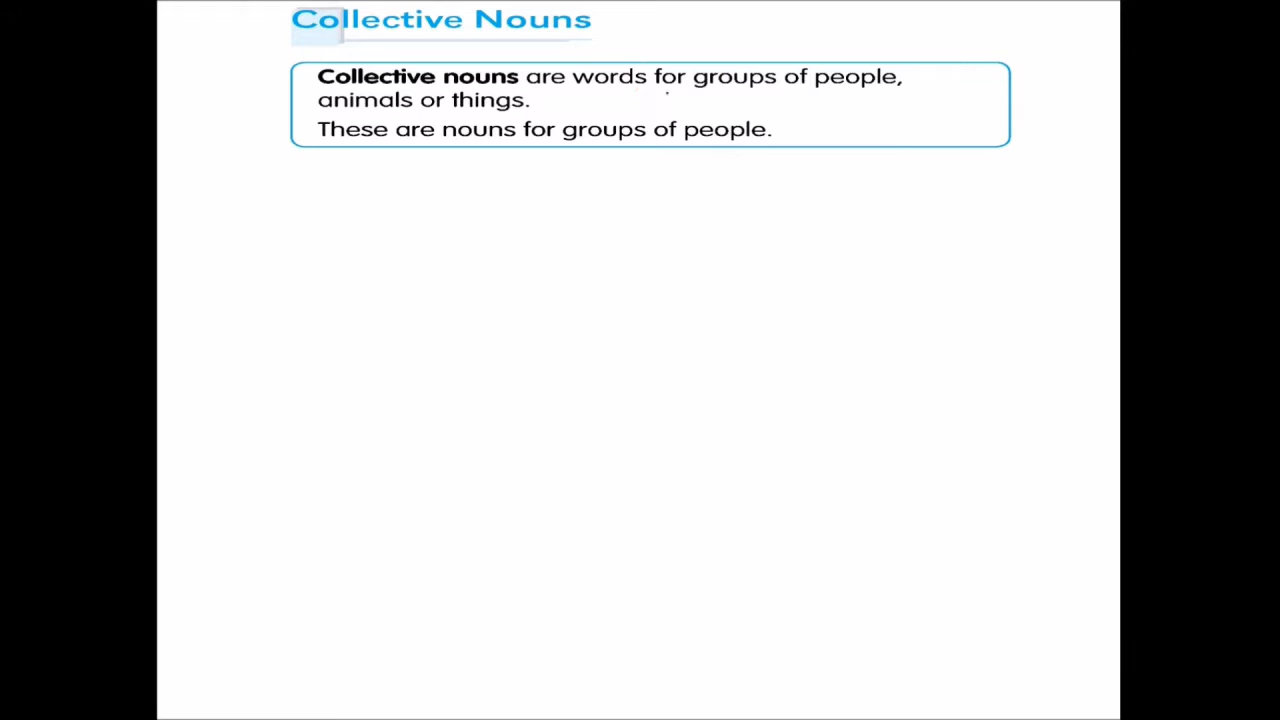 Collective Nouns
Collective nouns are words for groups of people,
animals or things.
These are nouns for groups of people.